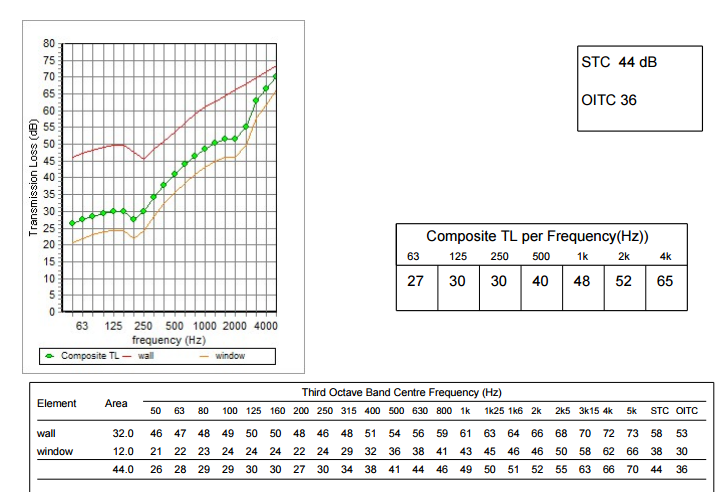 80
75
70
65
60
55
50
45
40
35
30
25
20
15
10
5
0
Transmission Loss (dB)
63 125 250 500 1000 2000 4000
frequency (Hz)
Composite TL wall window
STC 44 dB
OITC 36
Composite TL per Frequency(Hz))
63 125 250 500 1k 2k 4k
27 30 30 40 48 52 65
Third Octave Band Centre Frequency (Hz)
Element Area
50 63 80 100 125 160 200 250 315 400 500 630 800 1k 1k25 1k6 2k 2k5 3k15 4k 5k STC OITC
wall 32.0 46 47 48 49 50 50 48 46 48 51 54 56 59 61 63 64 66 68 70 72 73 58 53
window 12.0 21 22 23 24 24 24 22 24 29 32 36 38 41 43 45 46 46 50 58 62 66 38 30
44.0 26 28 29 29 30 30 27 30 34 38 41 44 46 49 50 51 52 55 63 66 70 44 36